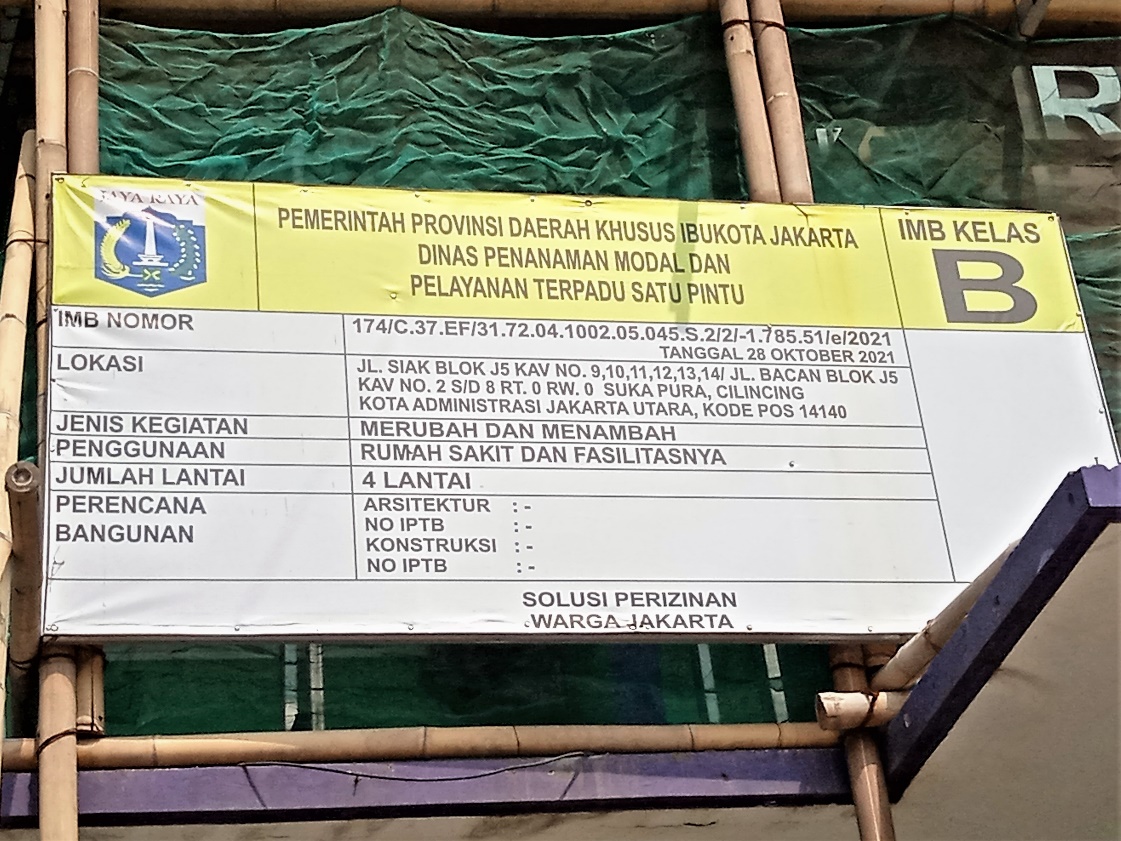 R
JAYA RAYA
PEMERINTAH PROVINSI DAERAH KHUSUS IBUKOTA JAKARTA
DINAS PENANAMAN MODAL DAN
PELAYANAN TERPADU SATU PINTU
IMB KELAS
B
IMB NOMOR
174/C.37.EF/31.72.04.1002.05.045.S.2/2/-1.785.51/e/2021
TANGGAL 28 OKTOBER 2021
LOKASI
JL. SIAK BLOK J5 KAV NO. 9,10,11,12,13,14/ JL. BACAN BLOK J5
KAV NO. 2 S/D 8 RT. 0 RW. 0 SUKA PURA, CILINCING
KOTA ADMINISTRASI JAKARTA UTARA, KODE POS 14140
JENIS KEGIATAN
MERUBAH DAN MENAMBAH
PENGGUNAAN
RUMAH SAKIT DAN FASILITASNYA
JUMLAH LANTAI
4 LANTAI
PERENCANA
BANGUNAN
ARSITEKTUR : -
NO IPTB : -
KONSTRUKSI : -
NO IPTB : -
SOLUSI PERIZINAN
WARGA JAKARTA